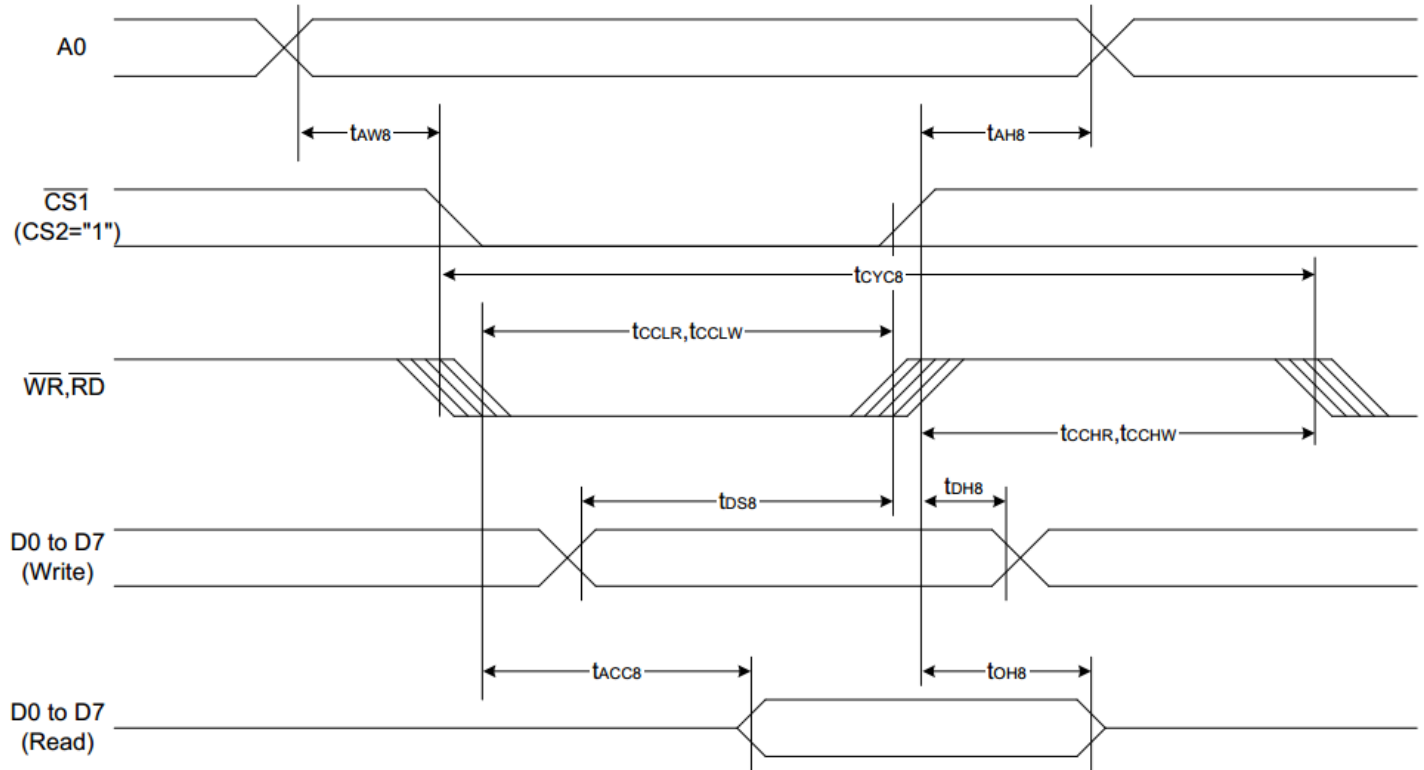 A0
tAW8
tAH8
CS1
(CS2="1")
tCYC8
tCCLR,tCCLW
WR,RD
tCCHR,tCCHW
tDS8
tDH8
D0 to D7
(Write)
tACC8
tOH8
D0 to D7
(Read)